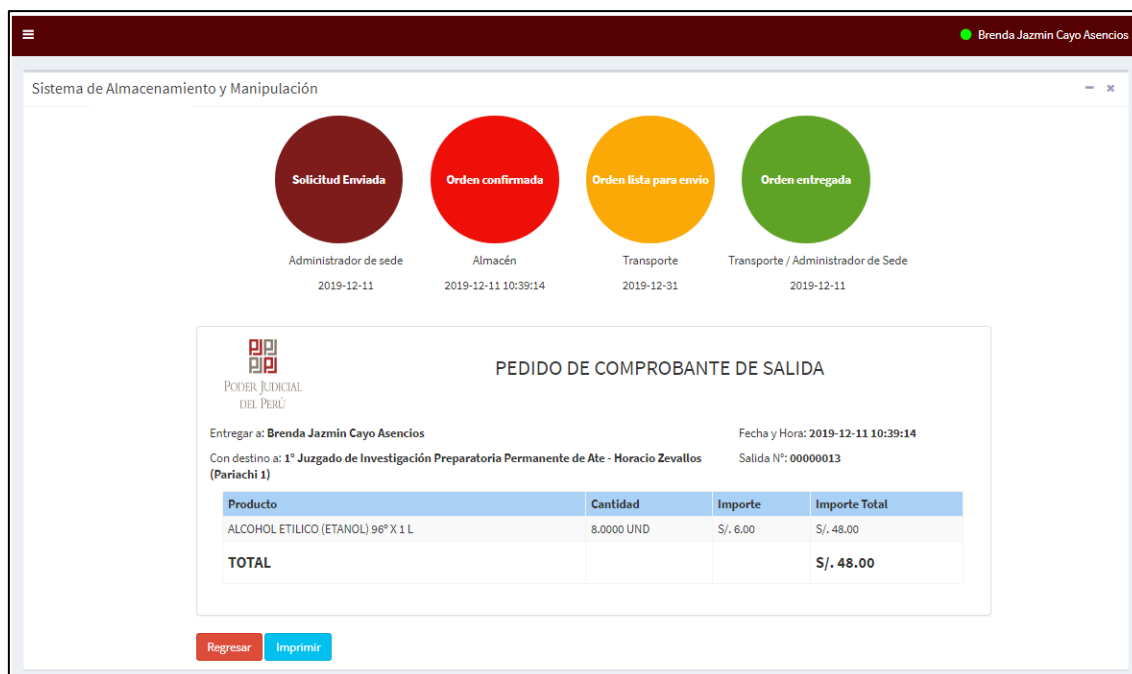 Brenda Jazmin Cayo Asencios
Sistema de Almacenamiento y Manipulación
Solicitud Enviada
Orden confirmada
Orden lista para envio
Orden entregada
Administrador de sede
Almacén
Transporte
Transporte / Administrador de Sede
2019-12-11
2019-12-11 10:39:14
2019-12-31
2019-12-11
PODER JUDICIAL
DEL PERÚ
PEDIDO DE COMPROBANTE DE SALIDA
Entregar a: Brenda Jazmin Cayo Asencios
Fecha y Hora: 2019-12-11 10:39:14
Con destino a: 1° Juzgado de Investigación Preparatoria Permanente de Ate - Horacio Zevallos
(Pariachi 1)
Salida N°: 00000013
Producto Cantidad Importe Importe Total
ALCOHOL ETILICO (ETANOL) 96° X 1 L 8.0000 UND S/. 6.00 S/. 48.00
TOTAL S/. 48.00
Regresar
Imprimir